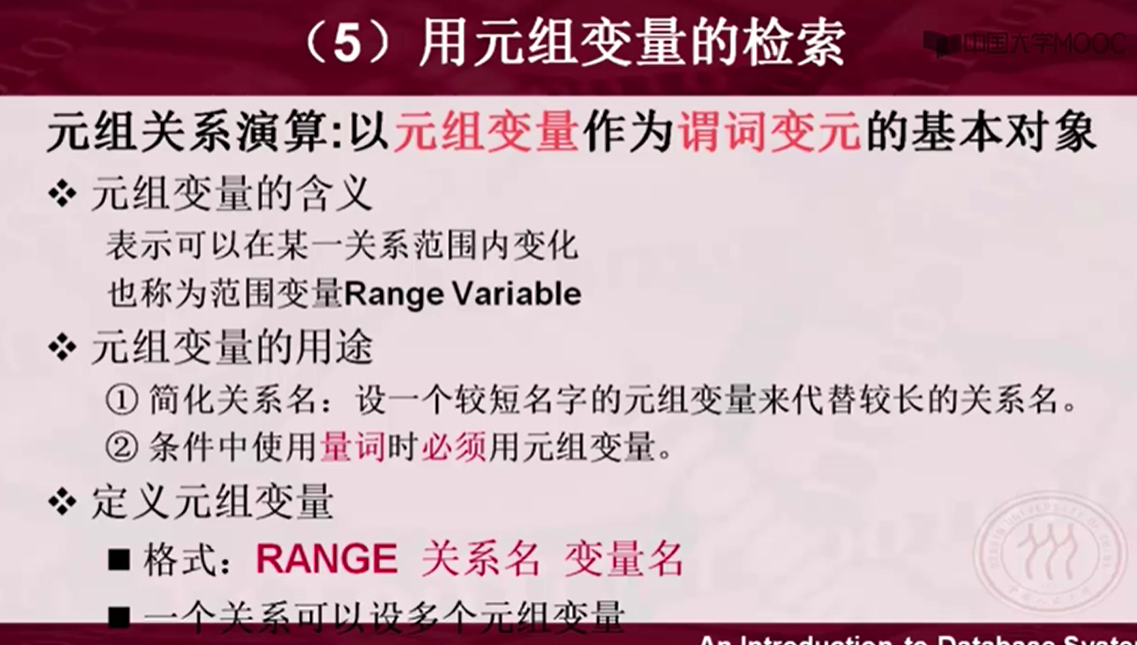 （5）用元组变量的检索
中国大学MOOC
元组关系演算:以元组变量作为谓词变元的基本对象
❖ 元组变量的含义
表示可以在某一关系范围内变化
也称为范围变量Range Variable
❖ 元组变量的用途
① 简化关系名：设一个较短名字的元组变量来代替较长的关系名。
② 条件中使用量词时必须用元组变量。
❖ 定义元组变量
■ 格式：RANGE 关系名 变量名
■ 一个关系可以设多个元组变量
An Introduction to Database System